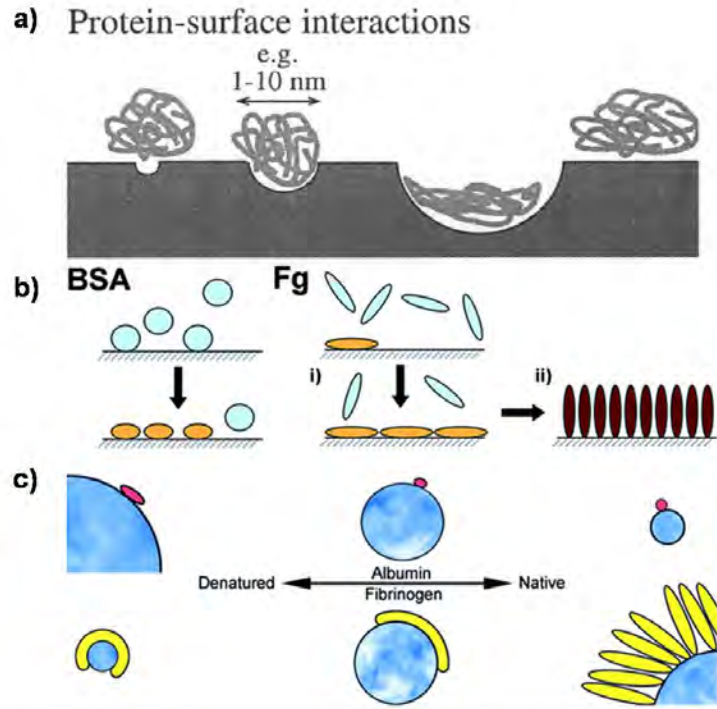 a) Protein-surface interactions
e.g.
1-10 nm
b) BSA Fg
i) ii)
c)
Denatured Albumin Native
Fibrinogen